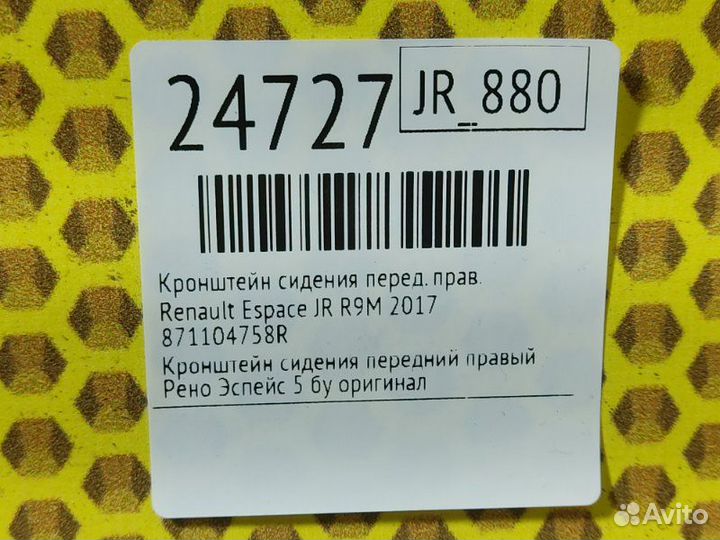 24727
JR_880
Кронштейн сидения перед. прав.
Renault Espace JR R9M 2017
871104758R
Кронштейн сидения передний правый
Рено Эспейс 5 бу оригинал
Avito